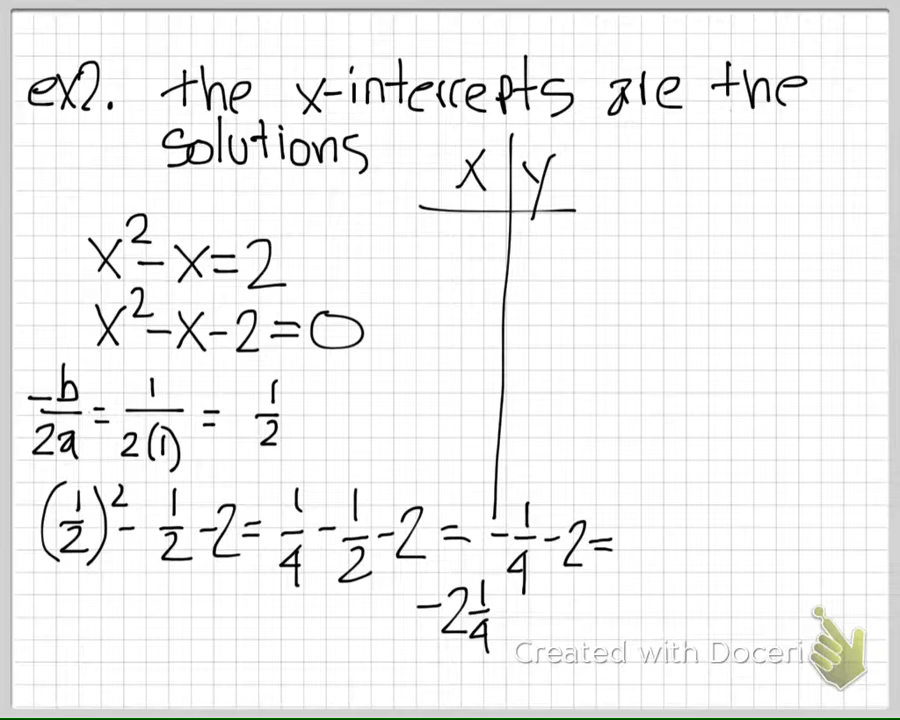 ex2. the x-intercepts are the
solutions
x | y
x² - x = 2
x² - x - 2 = 0
-b/2a = 1/2(1) = 1/2
(1/2)² - 1/2 - 2 = 1/4 - 1/2 - 2 = -1/4 - 2 =
-2 1/4
Created with Doceri